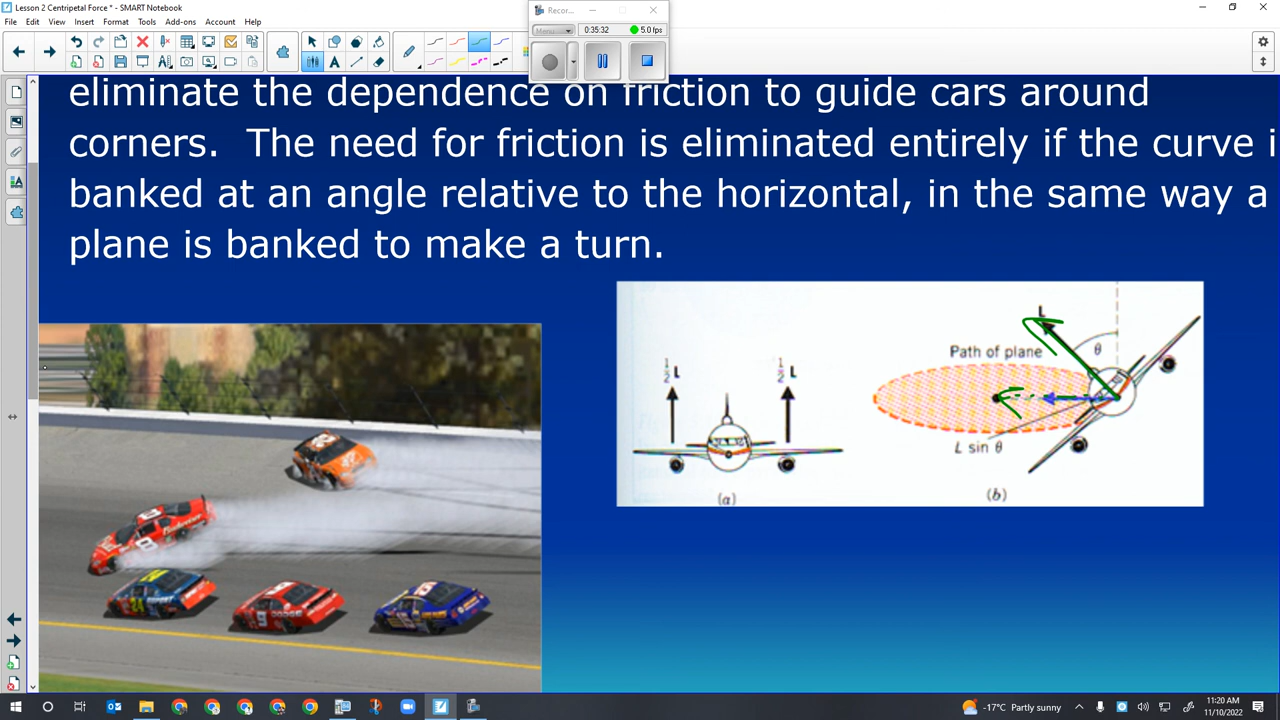 Lesson 2 Centripetal Force * - SMART Notebook
Recor...
File Edit View Insert Format Tools Add-ons Account Help
Menu
0:35:32
5.0 fps
eliminate the dependence on friction to guide cars around
corners. The need for friction is eliminated entirely if the curve i
banked at an angle relative to the horizontal, in the same way a
plane is banked to make a turn.
L
Path of plane
θ
1/2 L
1/2 L
L sin θ
(a)
(b)
24
9
-17°C Partly sunny
11:20 AM
11/10/2022